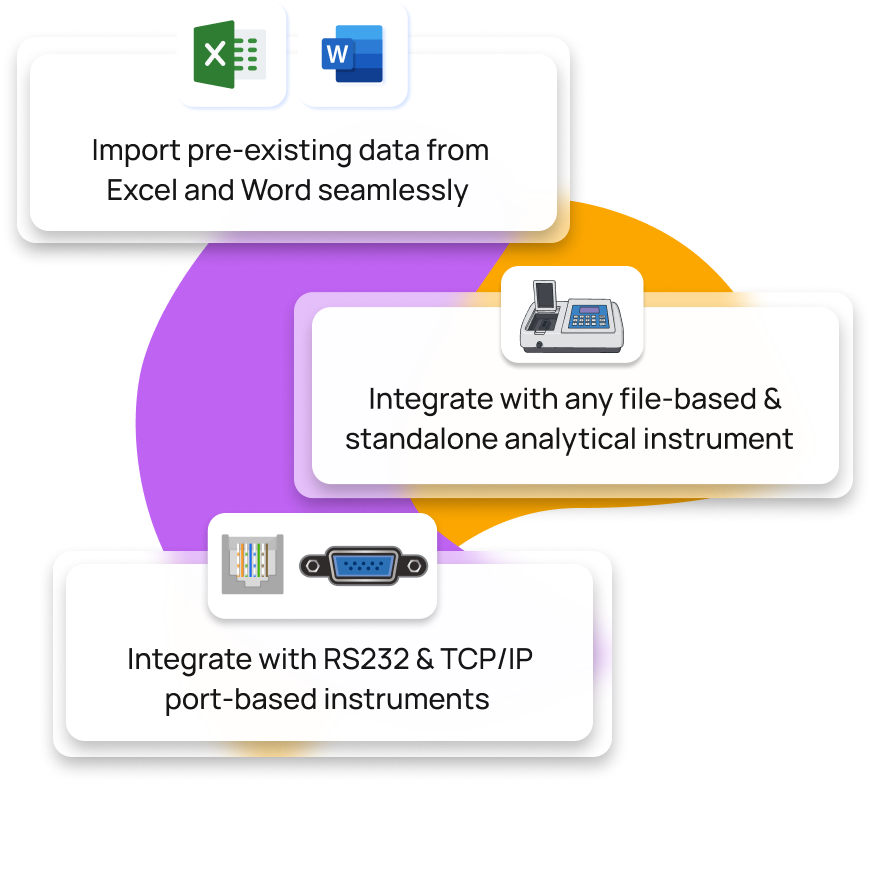 X
W
Import pre-existing data from
Excel and Word seamlessly
Integrate with any file-based &
standalone analytical instrument
Integrate with RS232 & TCP/IP
port-based instruments